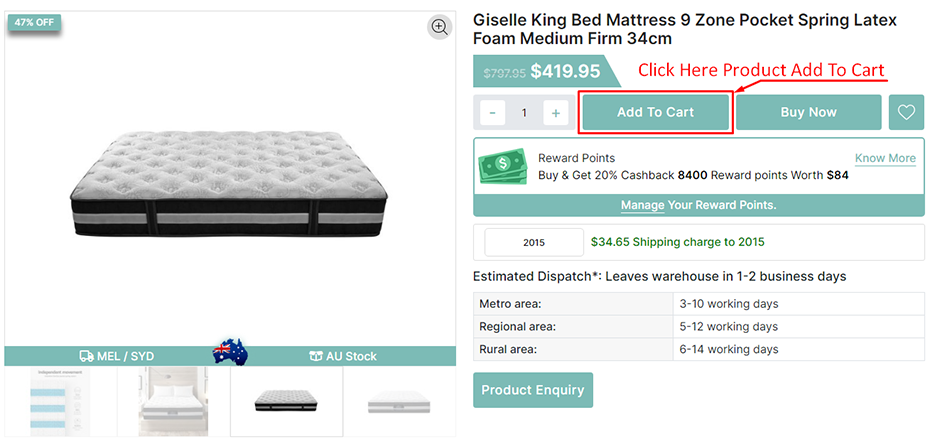 47% OFF
Giselle King Bed Mattress 9 Zone Pocket Spring Latex
Foam Medium Firm 34cm
$797.95 $419.95
Click Here Product Add To Cart
- 1 +
Add To Cart
Buy Now
Reward Points
Know More
Buy & Get 20% Cashback 8400 Reward points Worth $84
Manage Your Reward Points.
2015
$34.65 Shipping charge to 2015
Estimated Dispatch*: Leaves warehouse in 1-2 business days
Metro area: 3-10 working days
Regional area: 5-12 working days
Rural area: 6-14 working days
Product Enquiry
MEL / SYD
AU Stock
Independent movement